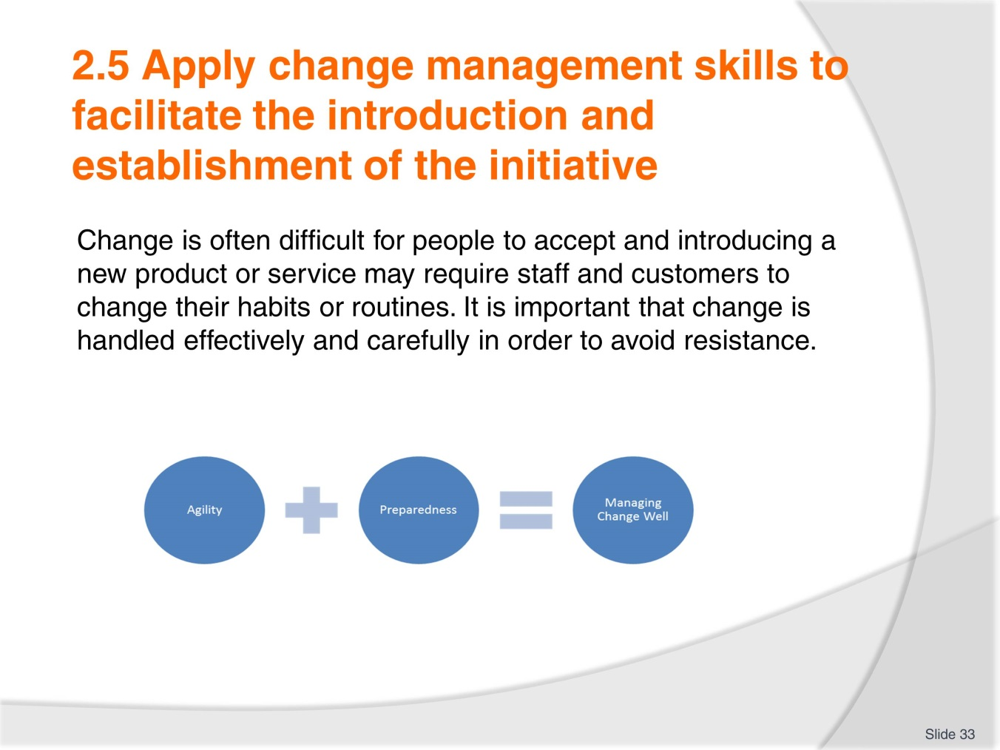 2.5 Apply change management skills to
facilitate the introduction and
establishment of the initiative
Change is often difficult for people to accept and introducing a
new product or service may require staff and customers to
change their habits or routines. It is important that change is
handled effectively and carefully in order to avoid resistance.
Agility
Preparedness
Managing
Change Well
Slide 33